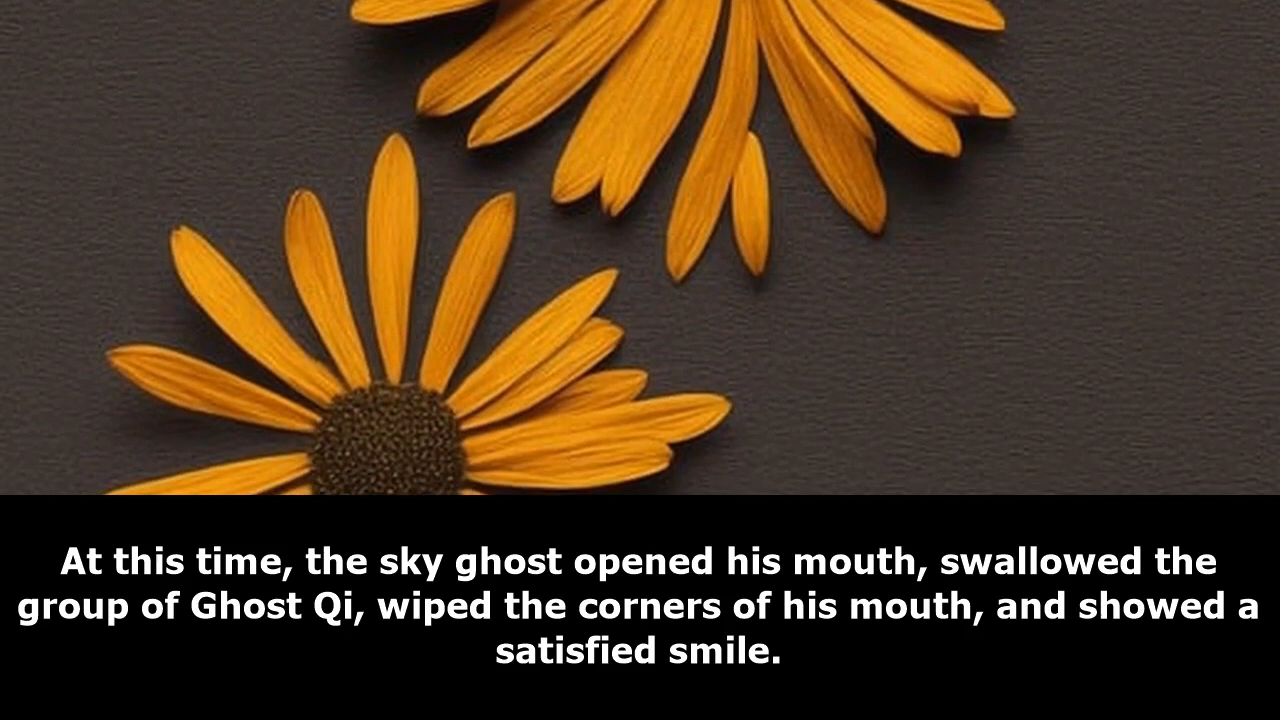 At this time, the sky ghost opened his mouth, swallowed the
group of Ghost Qi, wiped the corners of his mouth, and showed a
satisfied smile.